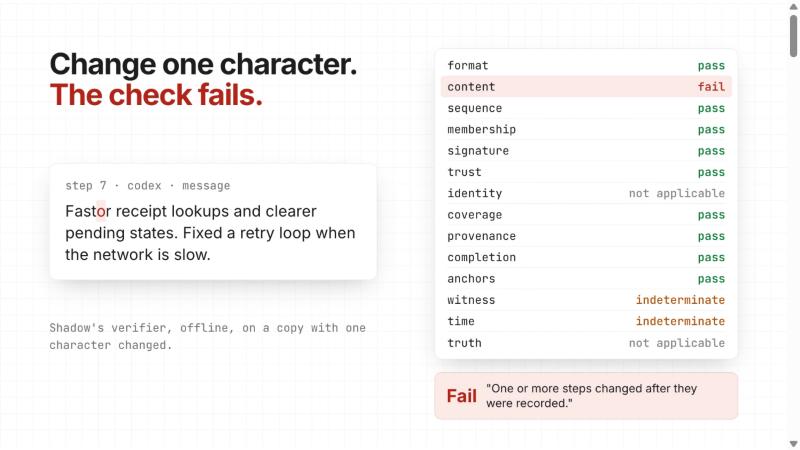 Change one character.
The check fails.
step 7 · codex · message
Fastor receipt lookups and clearer
pending states. Fixed a retry loop when
the network is slow.
Shadow's verifier, offline, on a copy with one
character changed.
format pass
content fail
sequence pass
membership pass
signature pass
trust pass
identity not applicable
coverage pass
provenance pass
completion pass
anchors pass
witness indeterminate
time indeterminate
truth not applicable
Fail "One or more steps changed after they
were recorded."